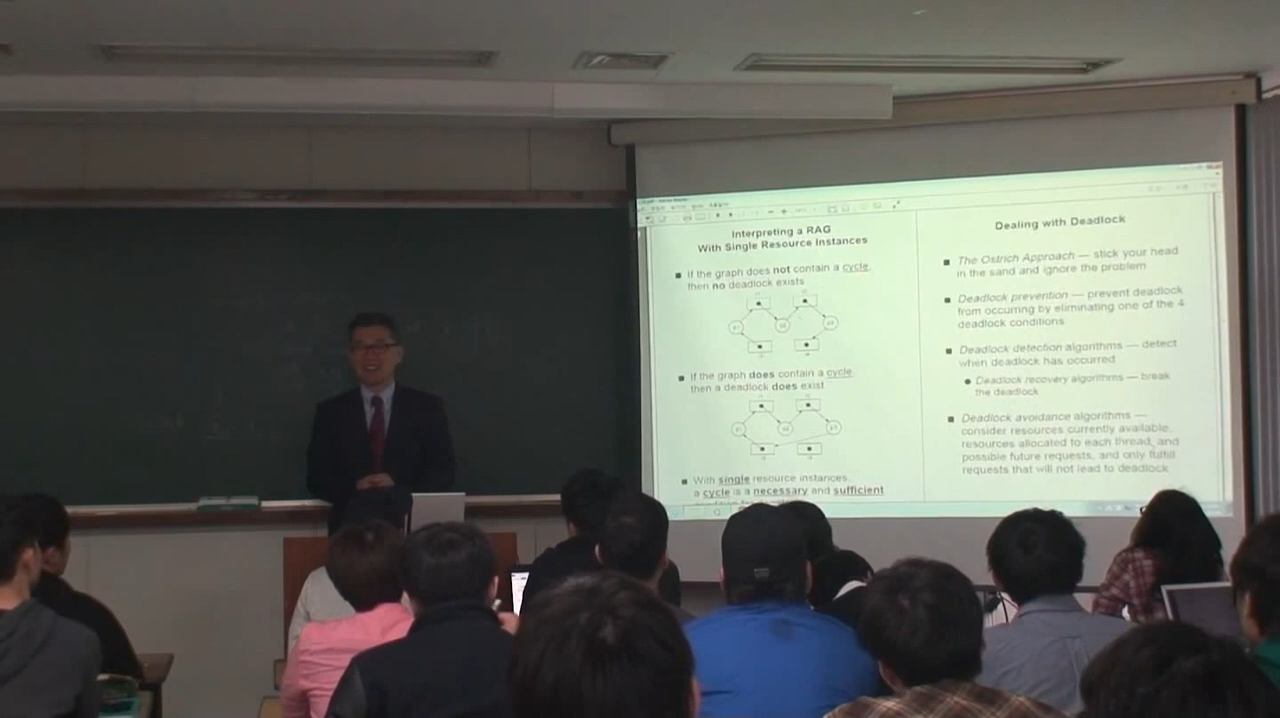 Interpreting a RAG
With Single Resource Instances
If the graph does not contain a cycle,
then no deadlock exists
If the graph does contain a cycle
then a deadlock does exist
With single resource instances,
a cycle is a necessary and sufficient
Dealing with Deadlock
The Ostrich Approach — stick your head
in the sand and ignore the problem
Deadlock prevention — prevent deadlock
from occurring by eliminating one of the 4
deadlock conditions
Deadlock detection algorithms — detect
when deadlock has occurred
Deadlock recovery algorithms — break
the deadlock
Deadlock avoidance algorithms —
consider resources currently available,
resources allocated to each thread, and
possible future requests, and only fulfill
requests that will not lead to deadlock